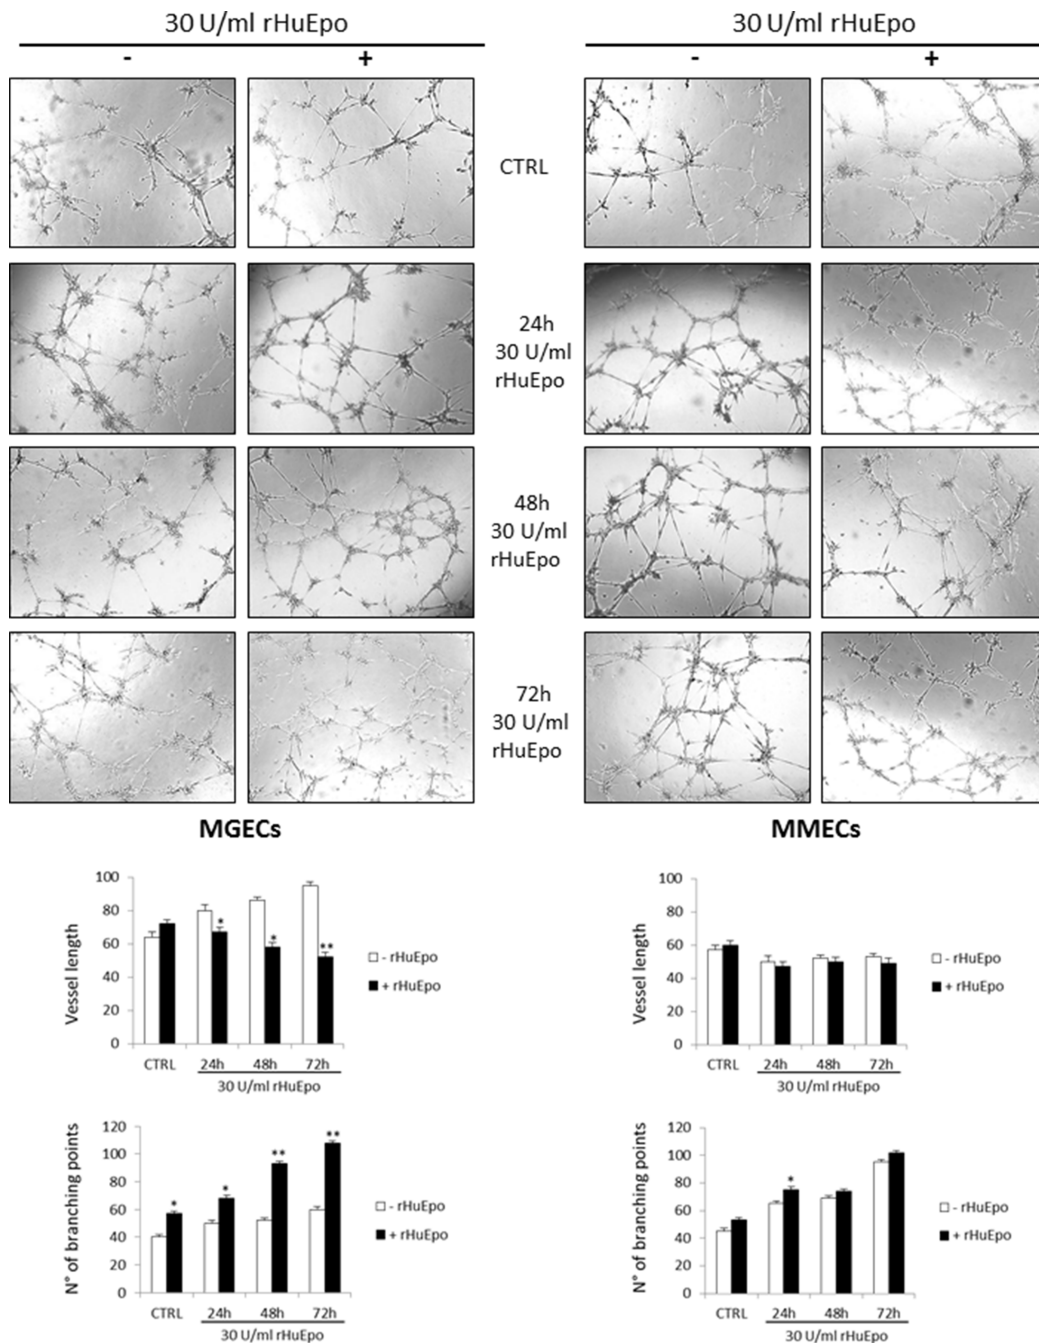 30 U/ml rHuEpo
- +
30 U/ml rHuEpo
- +
CTRL
24h
30 U/ml
rHuEpo
48h
30 U/ml
rHuEpo
72h
30 U/ml
rHuEpo
MGECs
MMECs
Vessel length
100
80
60
40
20
0
* * **
- rHuEpo
+ rHuEpo
CTRL 24h 48h 72h
30 U/ml rHuEpo
Vessel length
100
80
60
40
20
0
- rHuEpo
+ rHuEpo
CTRL 24h 48h 72h
30 U/ml rHuEpo
N° of branching points
120
100
80
60
40
20
0
* * ** **
- rHuEpo
+ rHuEpo
CTRL 24h 48h 72h
30 U/ml rHuEpo
N° of branching points
120
100
80
60
40
20
0
*
- rHuEpo
+ rHuEpo
CTRL 24h 48h 72h
30 U/ml rHuEpo